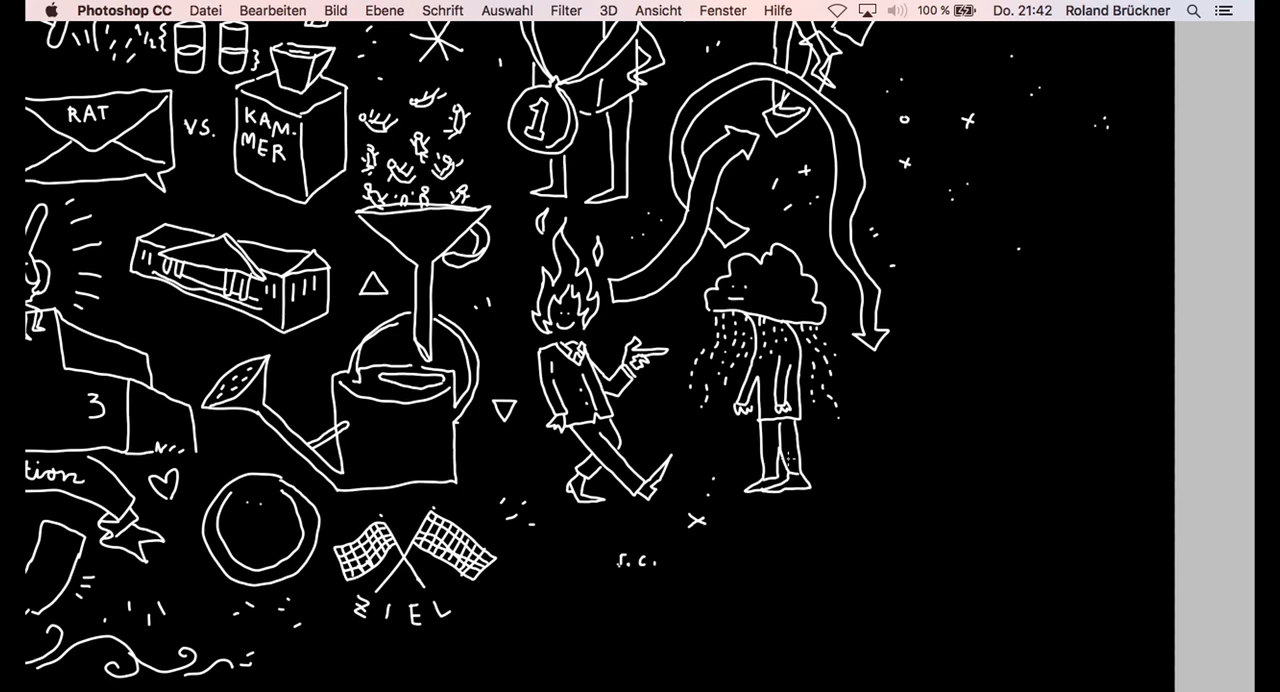 Photoshop CC Datei Bearbeiten Bild Ebene Schrift Auswahl Filter 3D Ansicht Fenster Hilfe 100 % Do. 21:42 Roland Brückner
RAT
VS.
KAM-
MER
1
3
tion
r.c.
ZIEL